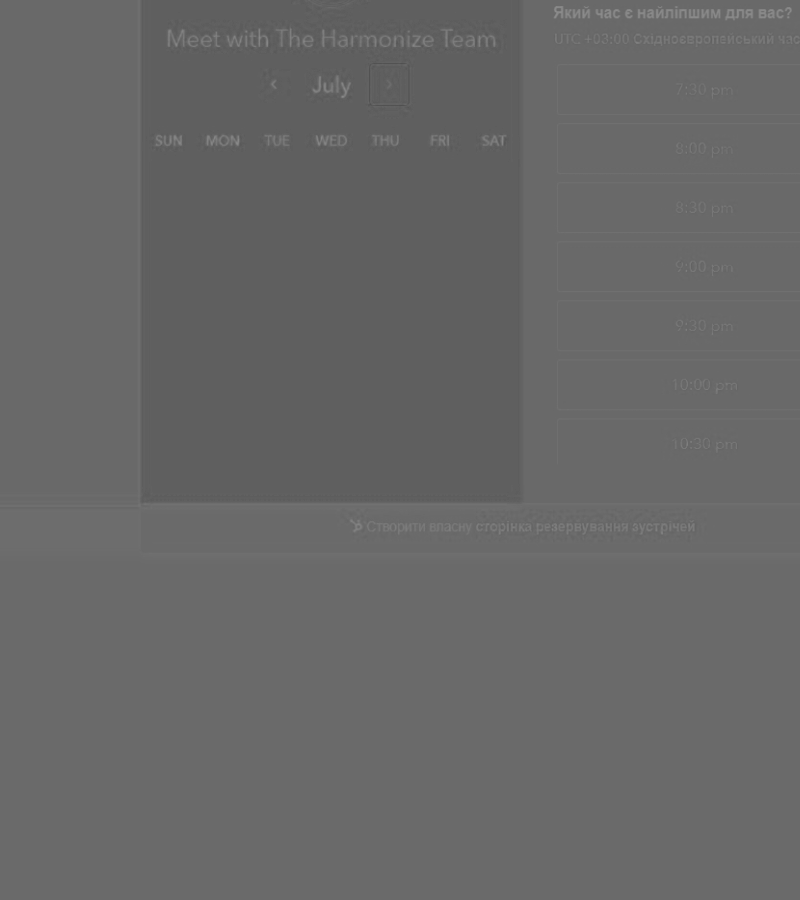 Meet with The Harmonize Team
July
SUN MON TUE WED THU FRI SAT
Який час є найліпшим для вас?
UTC +03:00 Східноєвропейський час
7:30 pm
8:00 pm
8:30 pm
9:00 pm
9:30 pm
10:00 pm
10:30 pm
Створити власну сторінка резервування зустрічей